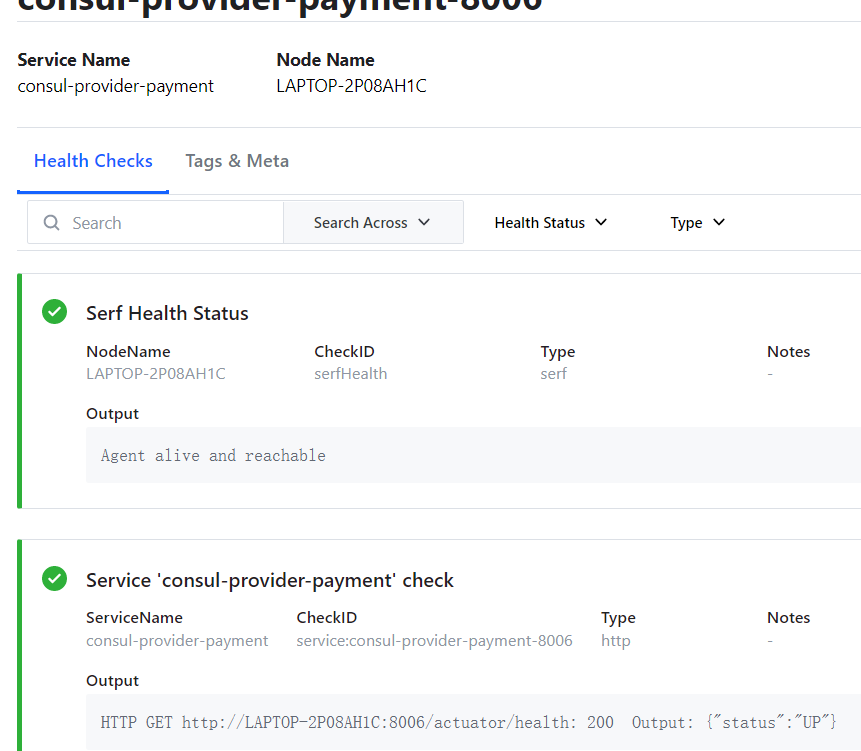 consul-provider-payment-8006
Service Name Node Name
consul-provider-payment LAPTOP-2P08AH1C
Health Checks Tags & Meta
Search Search Across Health Status Type
Serf Health Status
NodeName CheckID Type Notes
LAPTOP-2P08AH1C serfHealth serf -
Output
Agent alive and reachable
Service 'consul-provider-payment' check
ServiceName CheckID Type Notes
consul-provider-payment service:consul-provider-payment-8006 http -
Output
HTTP GET http://LAPTOP-2P08AH1C:8006/actuator/health: 200  Output: {"status":"UP"}